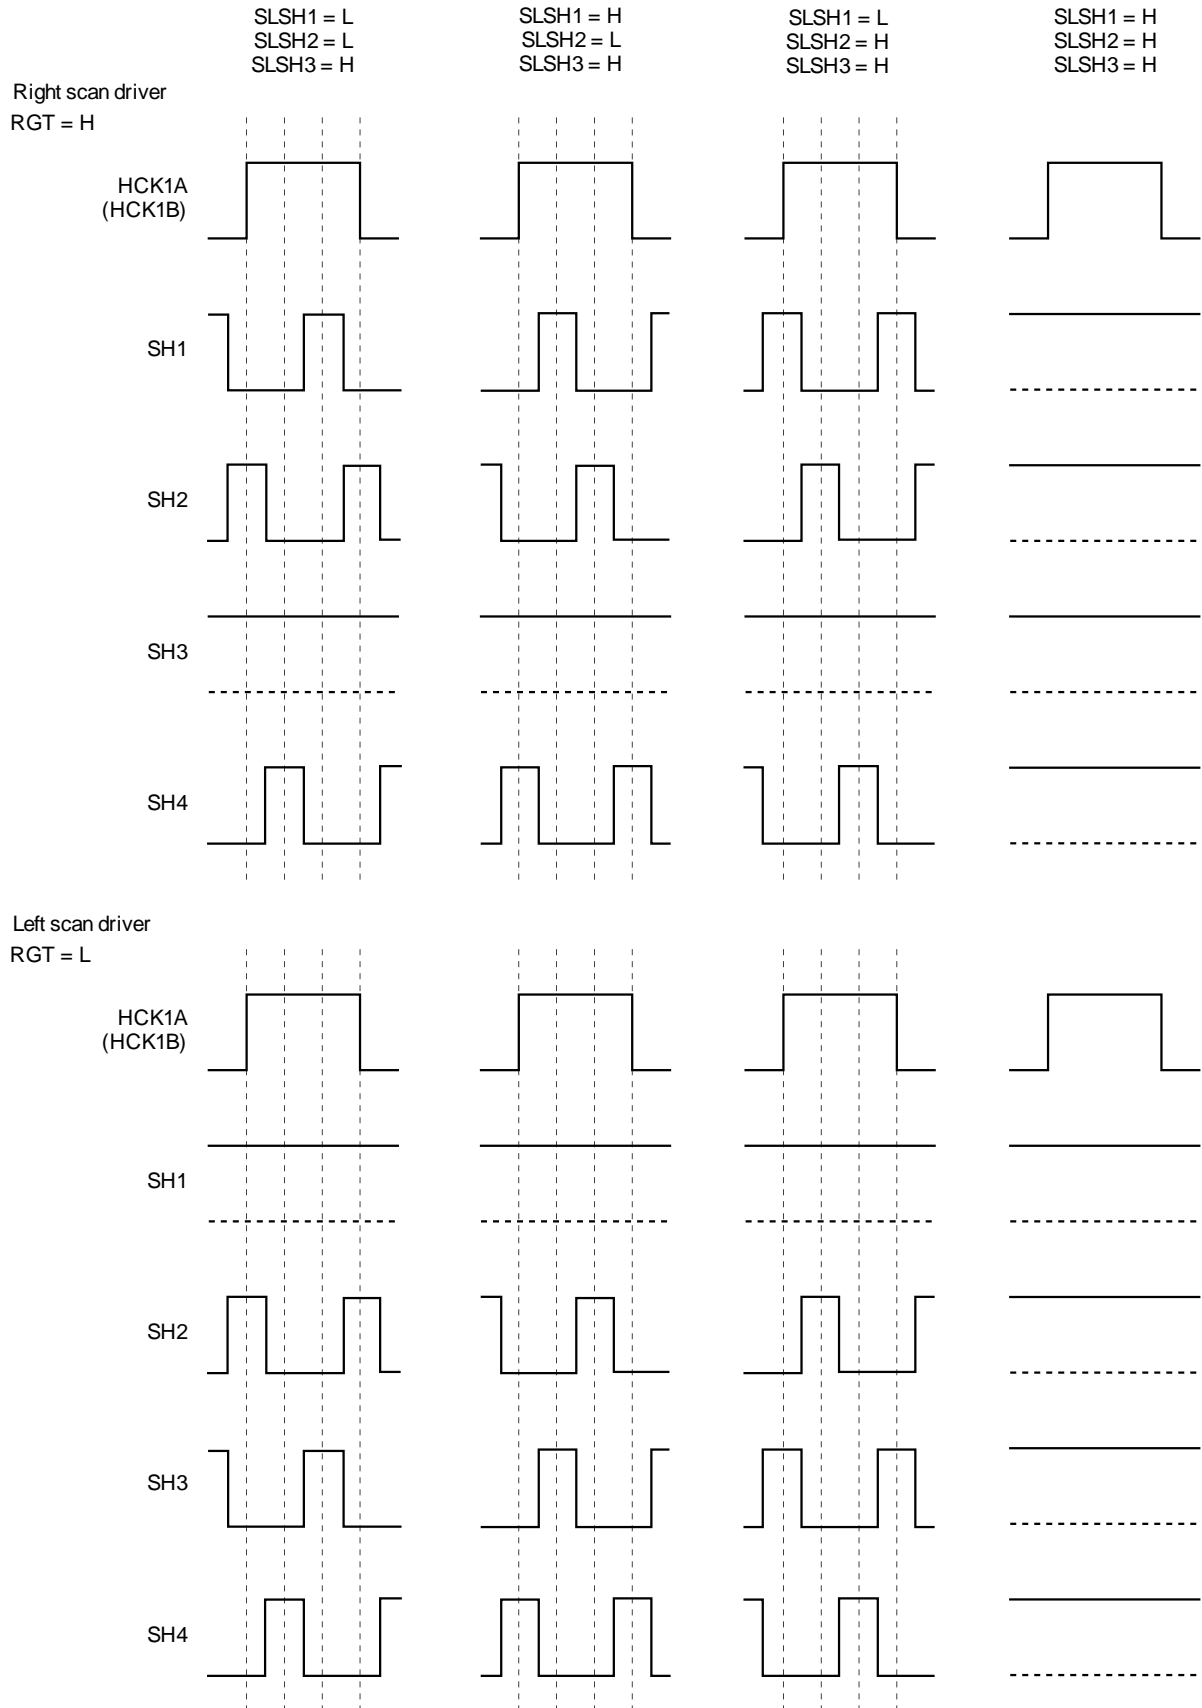 SLSH1 = L
SLSH2 = L
SLSH3 = H
SLSH1 = H
SLSH2 = L
SLSH3 = H
SLSH1 = L
SLSH2 = H
SLSH3 = H
SLSH1 = H
SLSH2 = H
SLSH3 = H
Right scan driver
RGT = H
HCK1A
(HCK1B)
SH1
SH2
SH3
SH4
Left scan driver
RGT = L
HCK1A
(HCK1B)
SH1
SH2
SH3
SH4